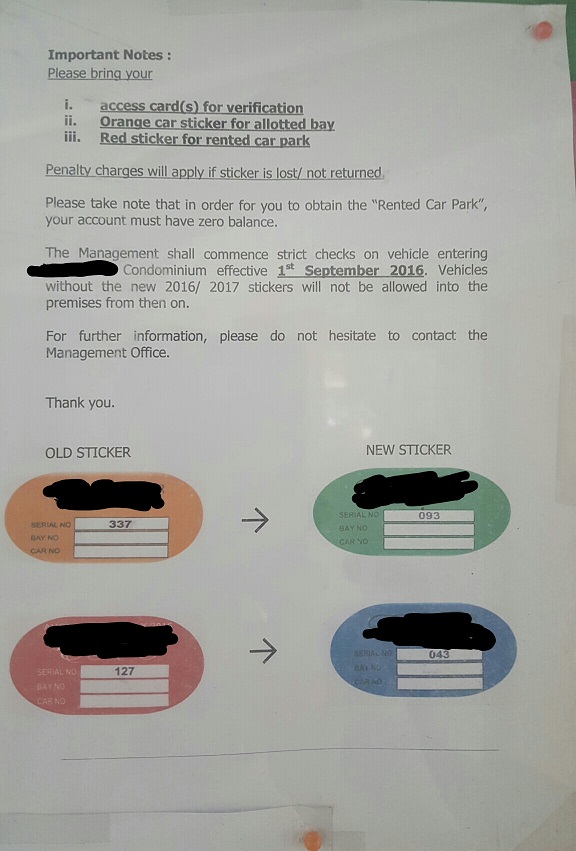 Important Notes :
Please bring your
i. access card(s) for verification
ii. Orange car sticker for allotted bay
iii. Red sticker for rented car park
Penalty charges will apply if sticker is lost/ not returned.
Please take note that in order for you to obtain the “Rented Car Park”,
your account must have zero balance.
The Management shall commence strict checks on vehicle entering
Condominium effective 1st September 2016. Vehicles
without the new 2016/ 2017 stickers will not be allowed into the
premises from then on.
For further information, please do not hesitate to contact the
Management Office.
Thank you.
OLD STICKER
NEW STICKER
SERIAL NO 337
BAY NO
CAR NO
SERIAL NO 093
BAY NO
CAR NO
SERIAL NO 127
BAY NO
CAR NO
SERIAL NO 043
BAY NO
CAR NO